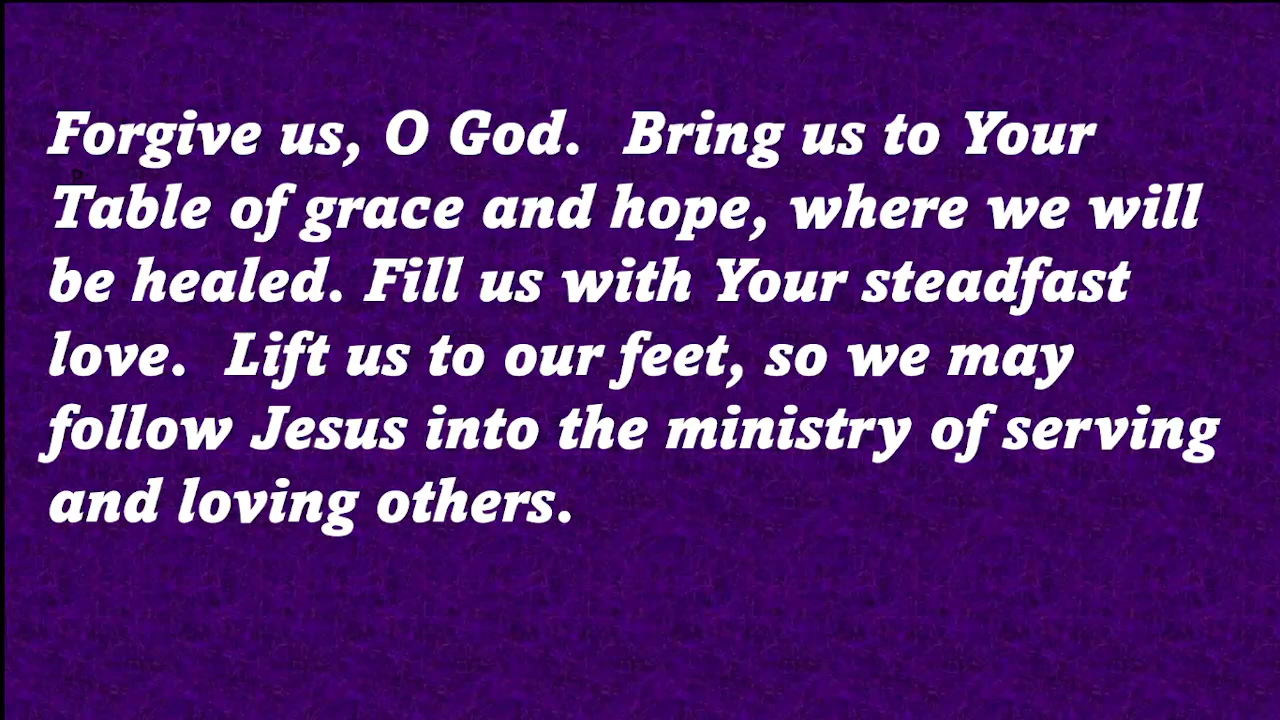 Forgive us, O God.  Bring us to Your
Table of grace and hope, where we will
be healed. Fill us with Your steadfast
love.  Lift us to our feet, so we may
follow Jesus into the ministry of serving
and loving others.